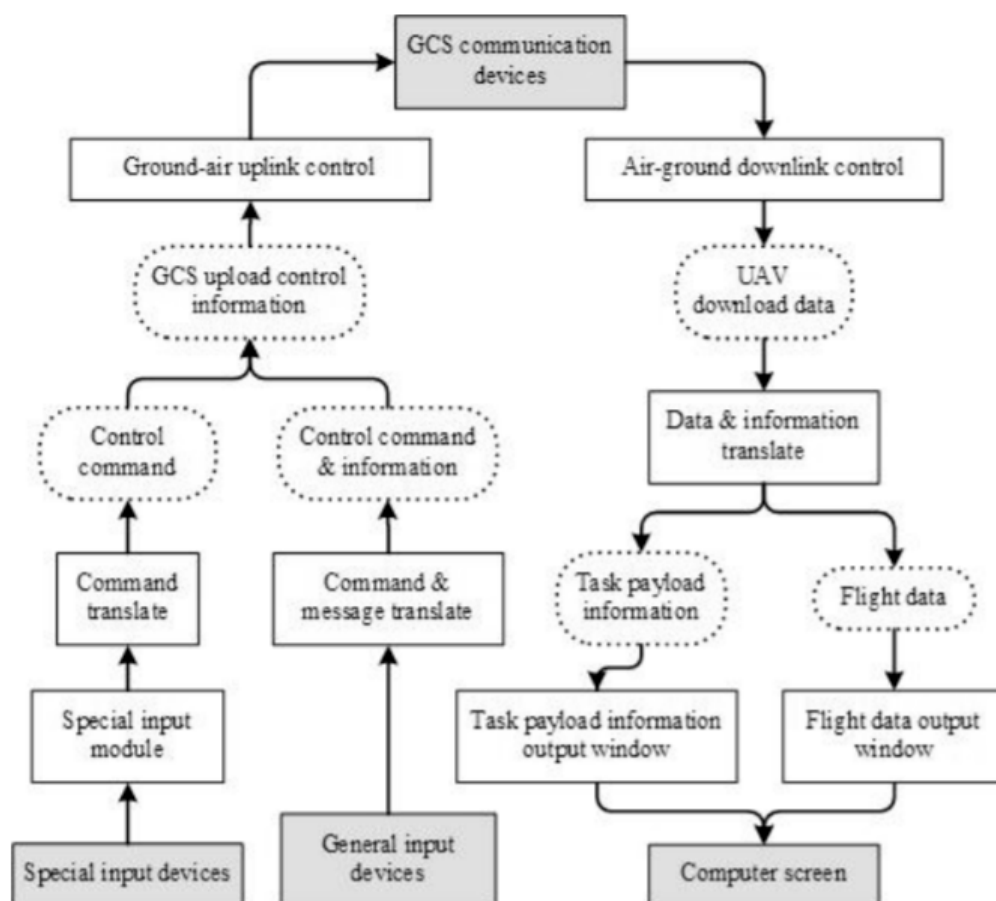 GCS communication
devices
Ground-air uplink control
Air-ground downlink control
GCS upload control
information
UAV
download data
Control
command
Control command
& information
Data & information
translate
Command
translate
Command &
message translate
Task payload
information
Flight data
Special input
module
Task payload information
output window
Flight data output
window
Special input devices
General input
devices
Computer screen